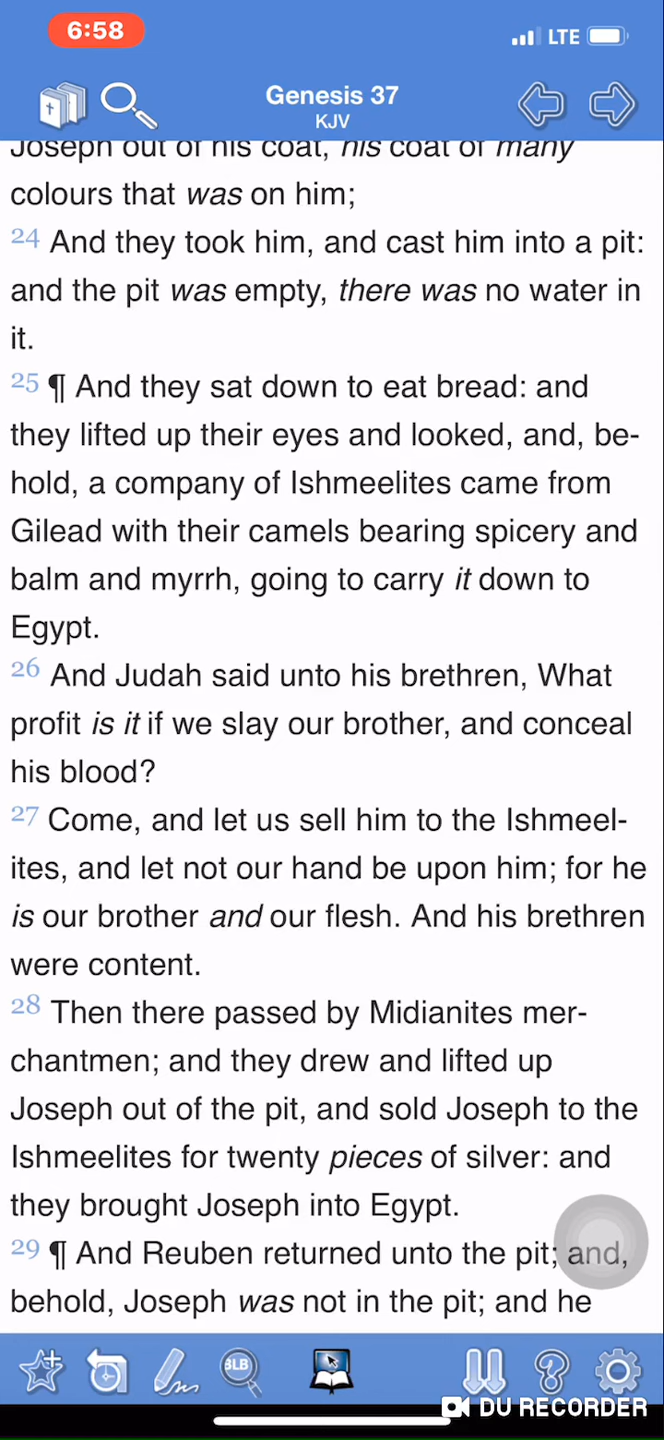 6:58
LTE
Genesis 37
KJV
Joseph out of his coat, his coat of many
colours that was on him;
24 And they took him, and cast him into a pit:
and the pit was empty, there was no water in
it.
25 ¶ And they sat down to eat bread: and
they lifted up their eyes and looked, and, be-
hold, a company of Ishmeelites came from
Gilead with their camels bearing spicery and
balm and myrrh, going to carry it down to
Egypt.
26 And Judah said unto his brethren, What
profit is it if we slay our brother, and conceal
his blood?
27 Come, and let us sell him to the Ishmeel-
ites, and let not our hand be upon him; for he
is our brother and our flesh. And his brethren
were content.
28 Then there passed by Midianites mer-
chantmen; and they drew and lifted up
Joseph out of the pit, and sold Joseph to the
Ishmeelites for twenty pieces of silver: and
they brought Joseph into Egypt.
29 ¶ And Reuben returned unto the pit; and,
behold, Joseph was not in the pit; and he
BLB
DU RECORDER